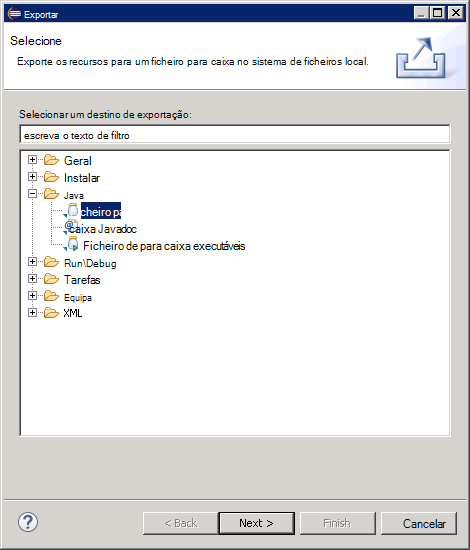 Exportar
Selecione
Exporte os recursos para um ficheiro para caixa no sistema de ficheiros local.
Selecionar um destino de exportação:
escreva o texto de filtro
Geral
Instalar
Java
cheiro pa
caixa Javadoc
Ficheiro de para caixa executáveis
Run\Debug
Tarefas
Equipa
XML
?
< Back
Next >
Finish
Cancelar